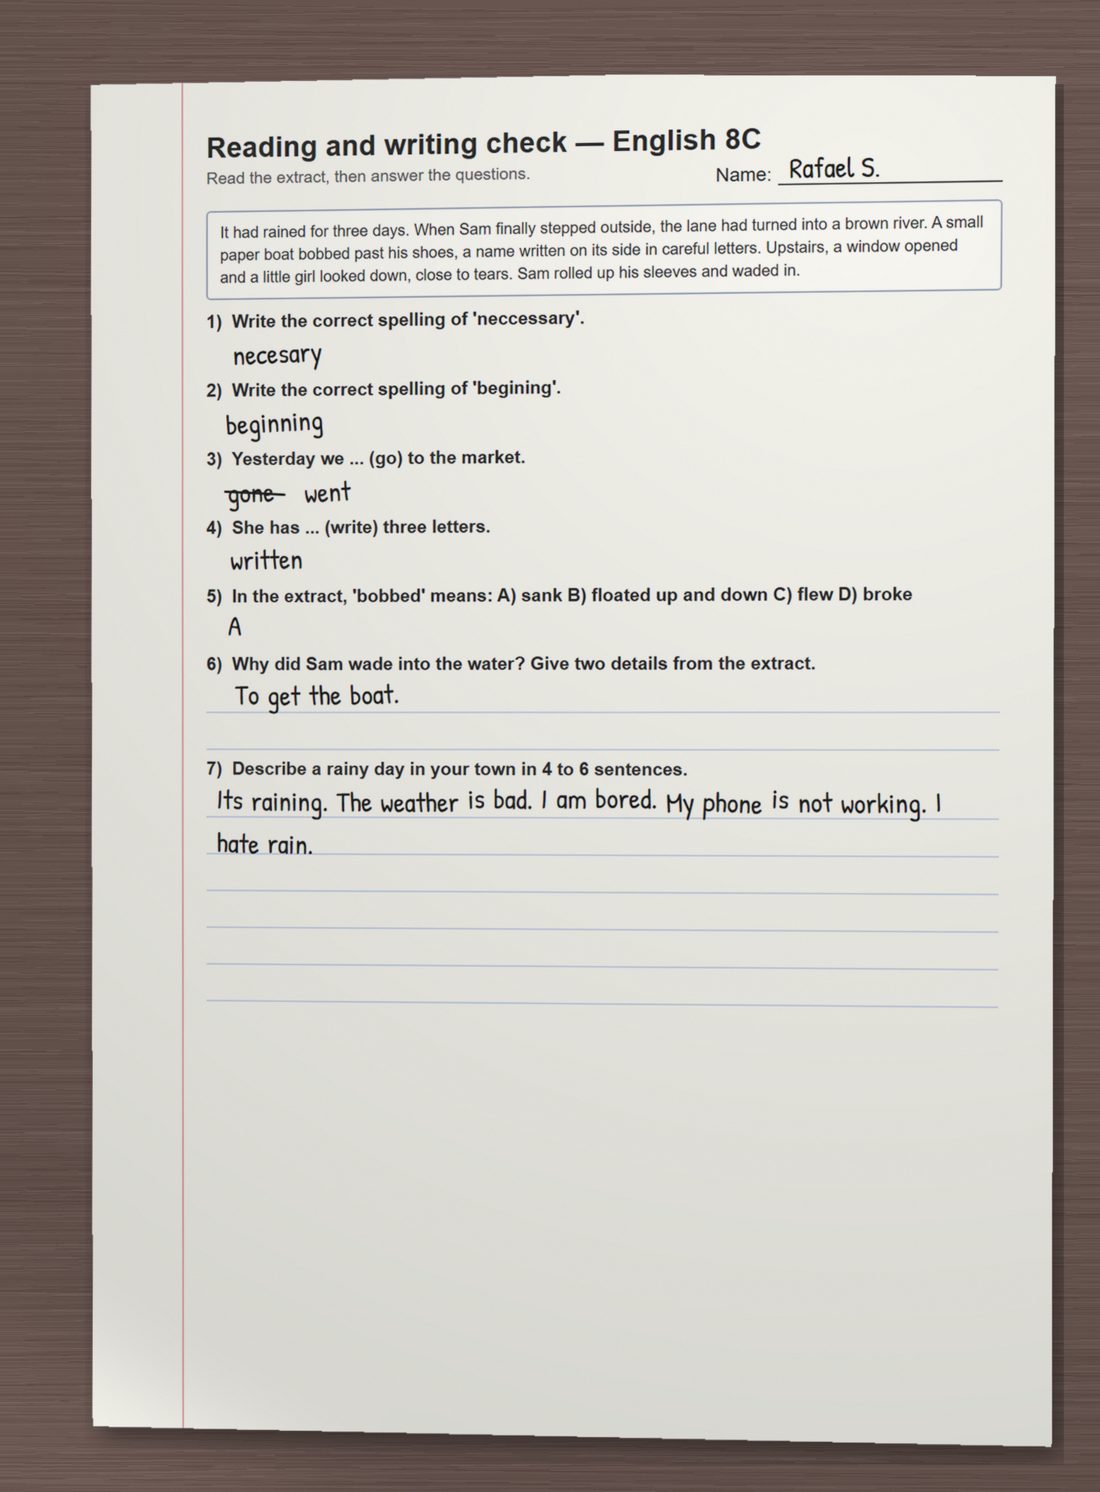 Reading and writing check — English 8C
Read the extract, then answer the questions.
Name: Rafael S.
It had rained for three days. When Sam finally stepped outside, the lane had turned into a brown river. A small
paper boat bobbed past his shoes, a name written on its side in careful letters. Upstairs, a window opened
and a little girl looked down, close to tears. Sam rolled up his sleeves and waded in.
1) Write the correct spelling of 'neccessary'.
necesary
2) Write the correct spelling of 'begining'.
beginning
3) Yesterday we ... (go) to the market.
gone went
4) She has ... (write) three letters.
written
5) In the extract, 'bobbed' means: A) sank B) floated up and down C) flew D) broke
A
6) Why did Sam wade into the water? Give two details from the extract.
To get the boat.
7) Describe a rainy day in your town in 4 to 6 sentences.
Its raining. The weather is bad. I am bored. My phone is not working. I
hate rain.